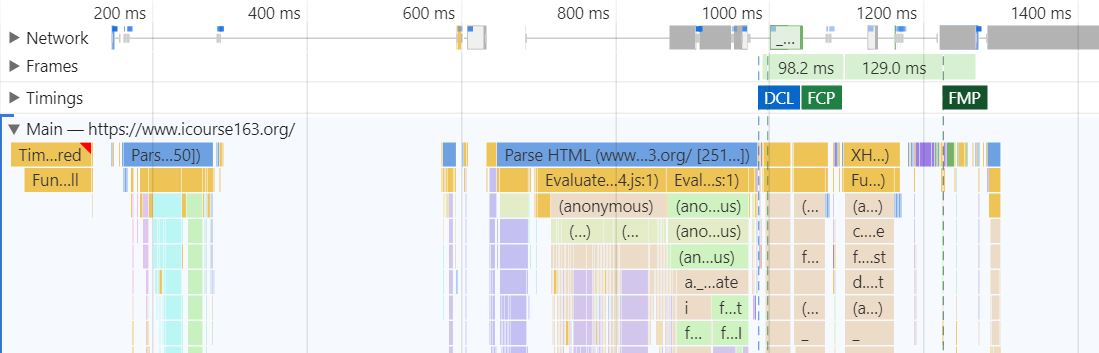 200 ms 400 ms 600 ms 800 ms 1000 ms 1200 ms 1400 ms
Network _...
Frames 98.2 ms 129.0 ms
Timings DCL FCP FMP
Main — https://www.icourse163.org/
Tim...red Pars...50]) Parse HTML (www...3.org/ [251...]) XH...)
Fun...ll Evaluate...4.js:1) Eval...s:1) Fu...)
(anonymous) (ano...us) (... (a...)
(...) (... (ano...us) c....e
(an...us) f... f....st
a._...ate d....t
i f...t (... (a...)
f... f...l _ _